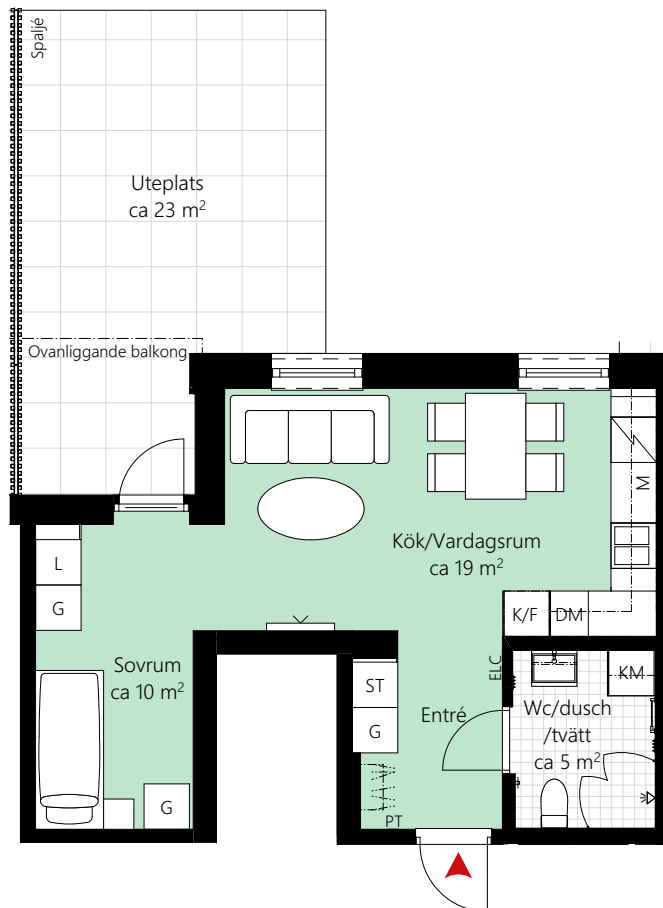 Spaljé
Uteplats
ca 23 m²
Ovanliggande balkong
M
Kök/Vardagsrum
ca 19 m²
L
G
K/F
DM
Sovrum
ca 10 m²
ST
G
Entré
ELC
KM
Wc/dusch
/tvätt
ca 5 m²
G
PT